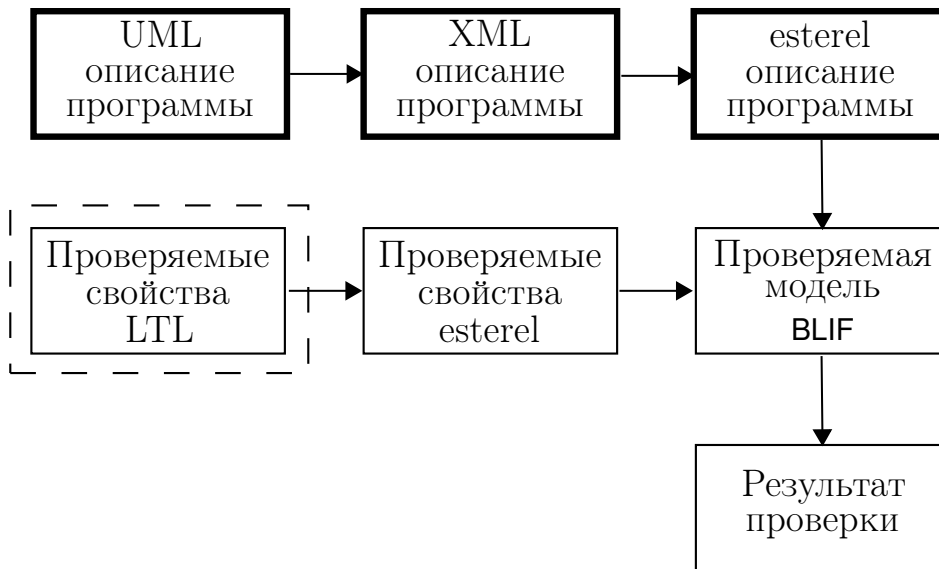 UML
описание
программы
XML
описание
программы
esterel
описание
программы
Проверяемые
свойства
LTL
Проверяемые
свойства
esterel
Проверяемая
модель
BLIF
Результат
проверки